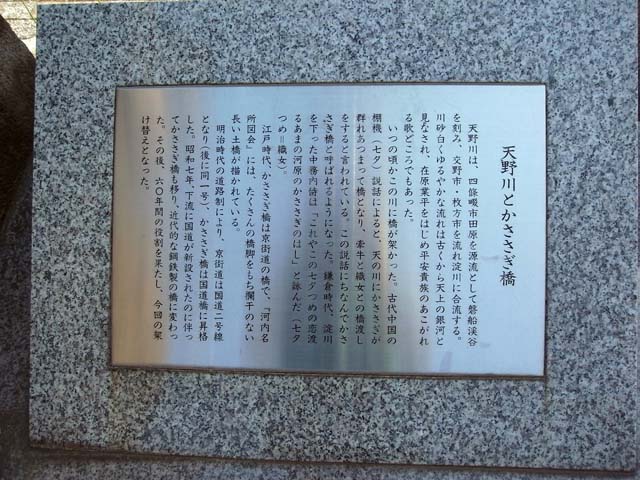 天野川とかささぎ橋
天野川は、四條畷市田原を源流として磐船渓谷
を刻み、交野市・枚方市を流れ淀川に合流する。
川砂白くゆるやかな流れは古くから天上の銀河と
見なされ、在原業平をはじめ平安貴族のあこがれ
る歌どころでもあった。
いつの頃かこの川に橋が架かった。古代中国の
棚機（七夕）説話によると、天の川にかささぎが
群れあつまって橋となり、牽牛と織女との橋渡し
をすると言われている。この説話にちなんでかさ
さぎ橋と呼ばれるようになった。鎌倉時代、淀川
を下った中務内侍は「これやこの七夕つめの恋渡
るあまの河原のかささぎのはし」と詠んだ（七夕
つめ＝織女）。
江戸時代、かささぎ橋は京街道の橋で、『河内名
所図会』には、たくさんの橋脚をもち欄干のない
長い土橋が描かれている。
明治時代の道路制により、京街道は国道二号線
となり（後に同一号）、かささぎ橋は国道橋に昇格
した。昭和七年、下流に国道が新設されたのに伴っ
てかささぎ橋も移り、近代的な鋼鉄製の橋に変わっ
た。その後、六〇年間の役割を果たし、今回の架
け替えとなった。